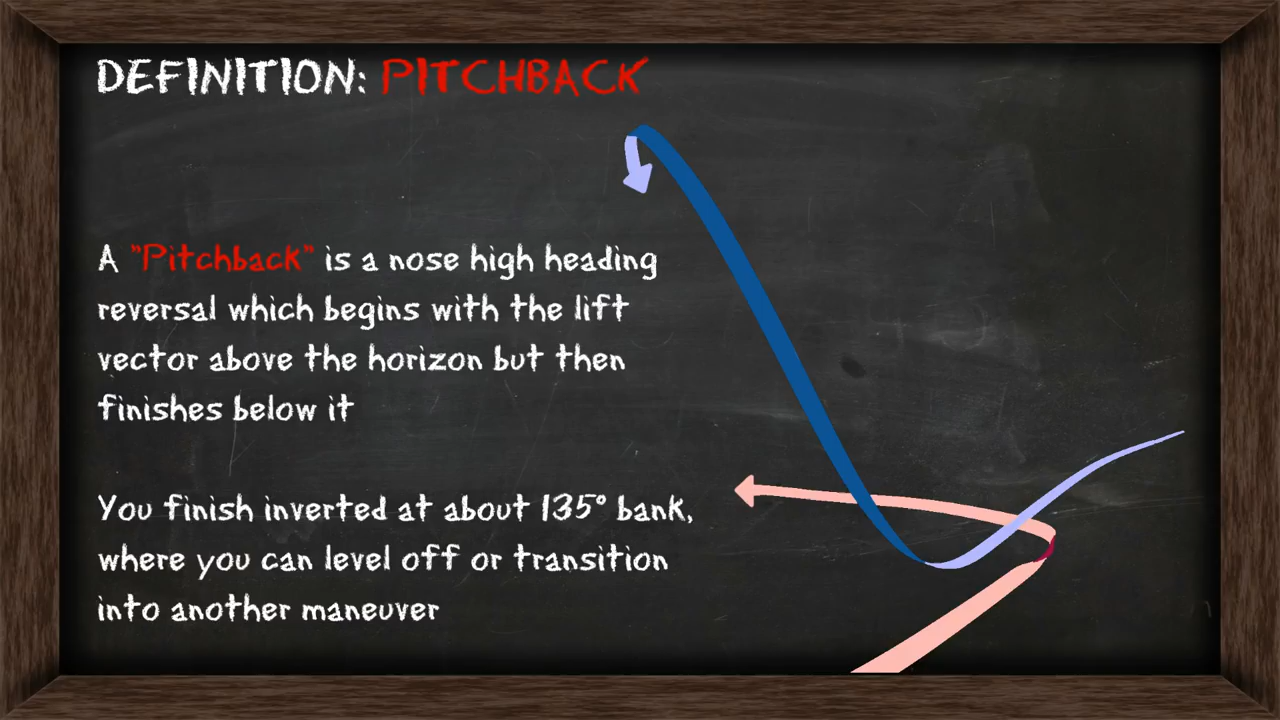 DEFINITION: PITCHBACK
A "Pitchback" is a nose high heading
reversal which begins with the lift
vector above the horizon but then
finishes below it
You finish inverted at about 135° bank,
where you can level off or transition
into another maneuver